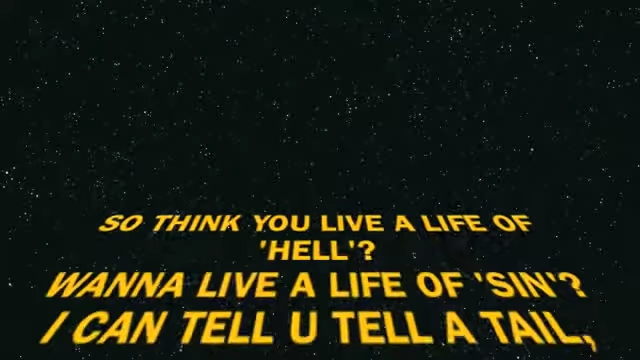 SO THINK YOU LIVE A LIFE OF
'HELL'?
WANNA LIVE A LIFE OF 'SIN'?
I CAN TELL U TELL A TAIL,